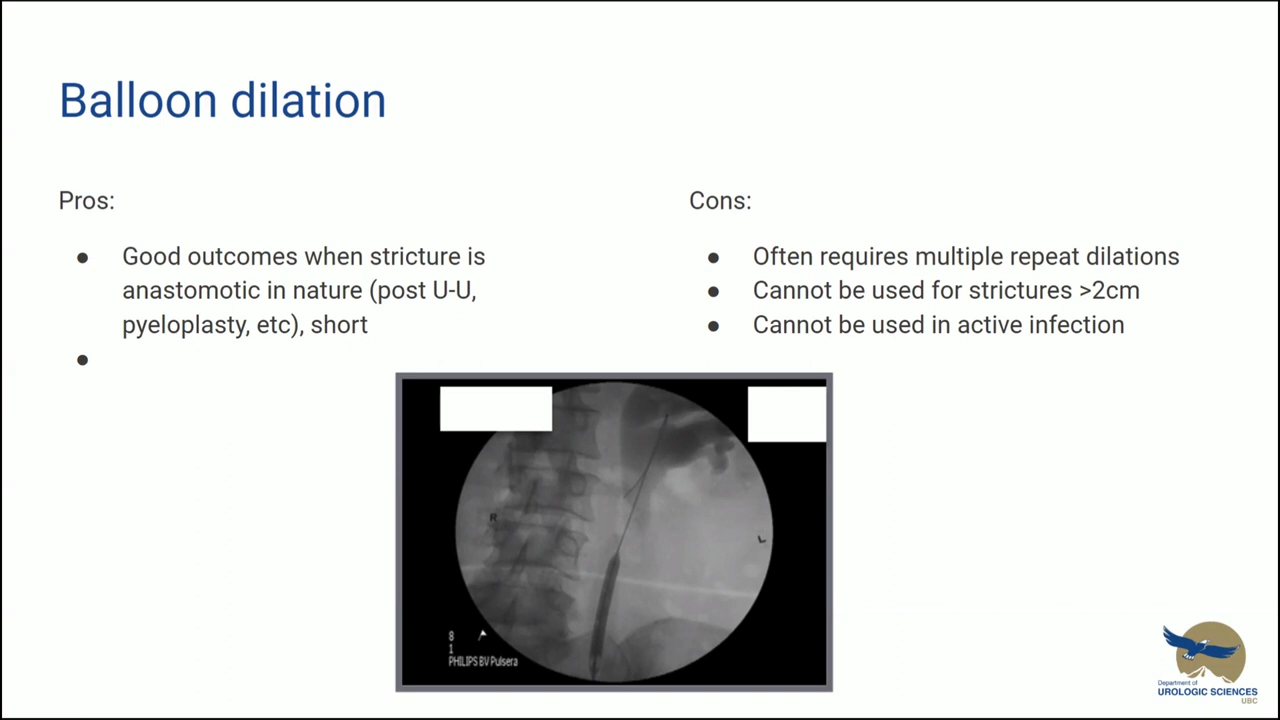 Balloon dilation
Pros:
● Good outcomes when stricture is
anastomotic in nature (post U-U,
pyeloplasty, etc), short
●
Cons:
● Often requires multiple repeat dilations
● Cannot be used for strictures >2cm
● Cannot be used in active infection
R
L
8
1
PHILIPS BV Pulsera
Department of
UROLOGIC SCIENCES
UBC